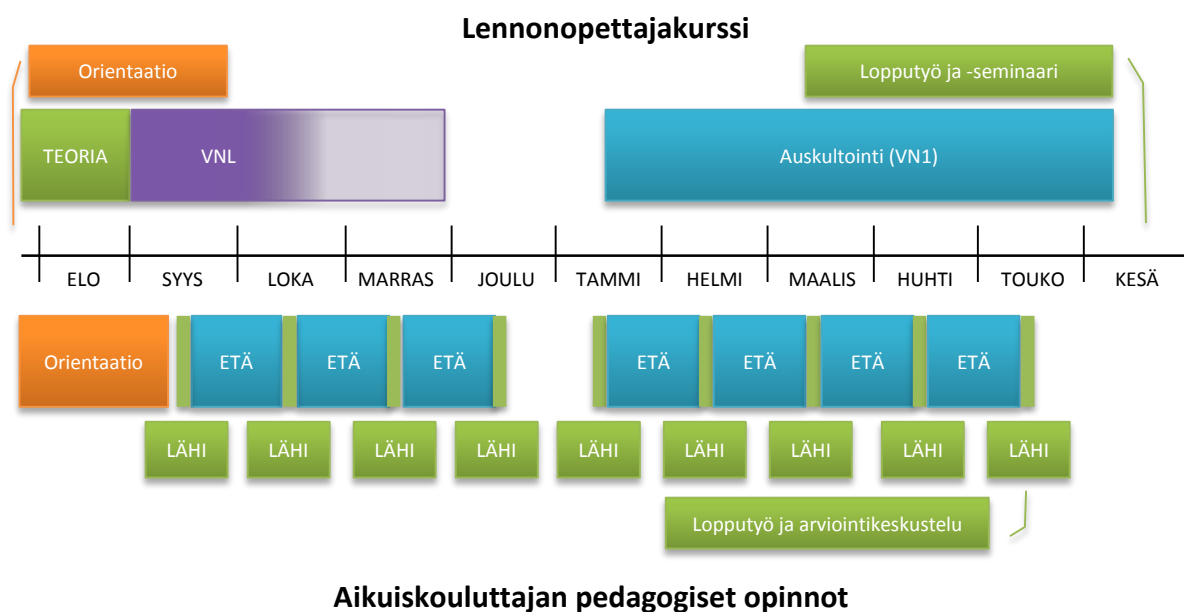 Lennonopettajakurssi
Orientaatio
Lopputyö ja -seminaari
TEORIA
VNL
Auskultointi (VN1)
ELO SYYS LOKA MARRAS JOULU TAMMI HELMI MAALIS HUHTI TOUKO KESÄ
Orientaatio ETÄ ETÄ ETÄ ETÄ ETÄ ETÄ ETÄ
LÄHI LÄHI LÄHI LÄHI LÄHI LÄHI LÄHI LÄHI LÄHI
Lopputyö ja arviointikeskustelu
Aikuiskouluttajan pedagogiset opinnot